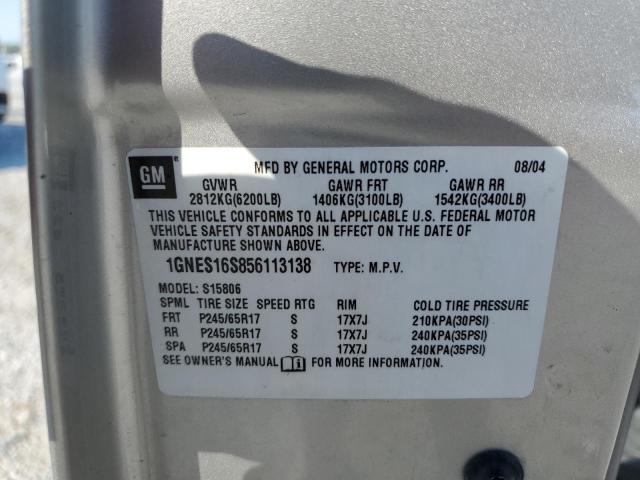 GM MFD BY GENERAL MOTORS CORP. 08/04
GVWR GAWR FRT GAWR RR
2812KG(6200LB) 1406KG(3100LB) 1542KG(3400LB)
THIS VEHICLE CONFORMS TO ALL APPLICABLE U.S. FEDERAL MOTOR
VEHICLE SAFETY STANDARDS IN EFFECT ON THE DATE OF
MANUFACTURE SHOWN ABOVE.
1GNES16S856113138 TYPE: M.P.V.
MODEL: S15806
SPML TIRE SIZE SPEED RTG RIM COLD TIRE PRESSURE
FRT P245/65R17 S 17X7J 210KPA(30PSI)
RR P245/65R17 S 17X7J 240KPA(35PSI)
SPA P245/65R17 S 17X7J 240KPA(35PSI)
SEE OWNER'S MANUAL i FOR MORE INFORMATION.